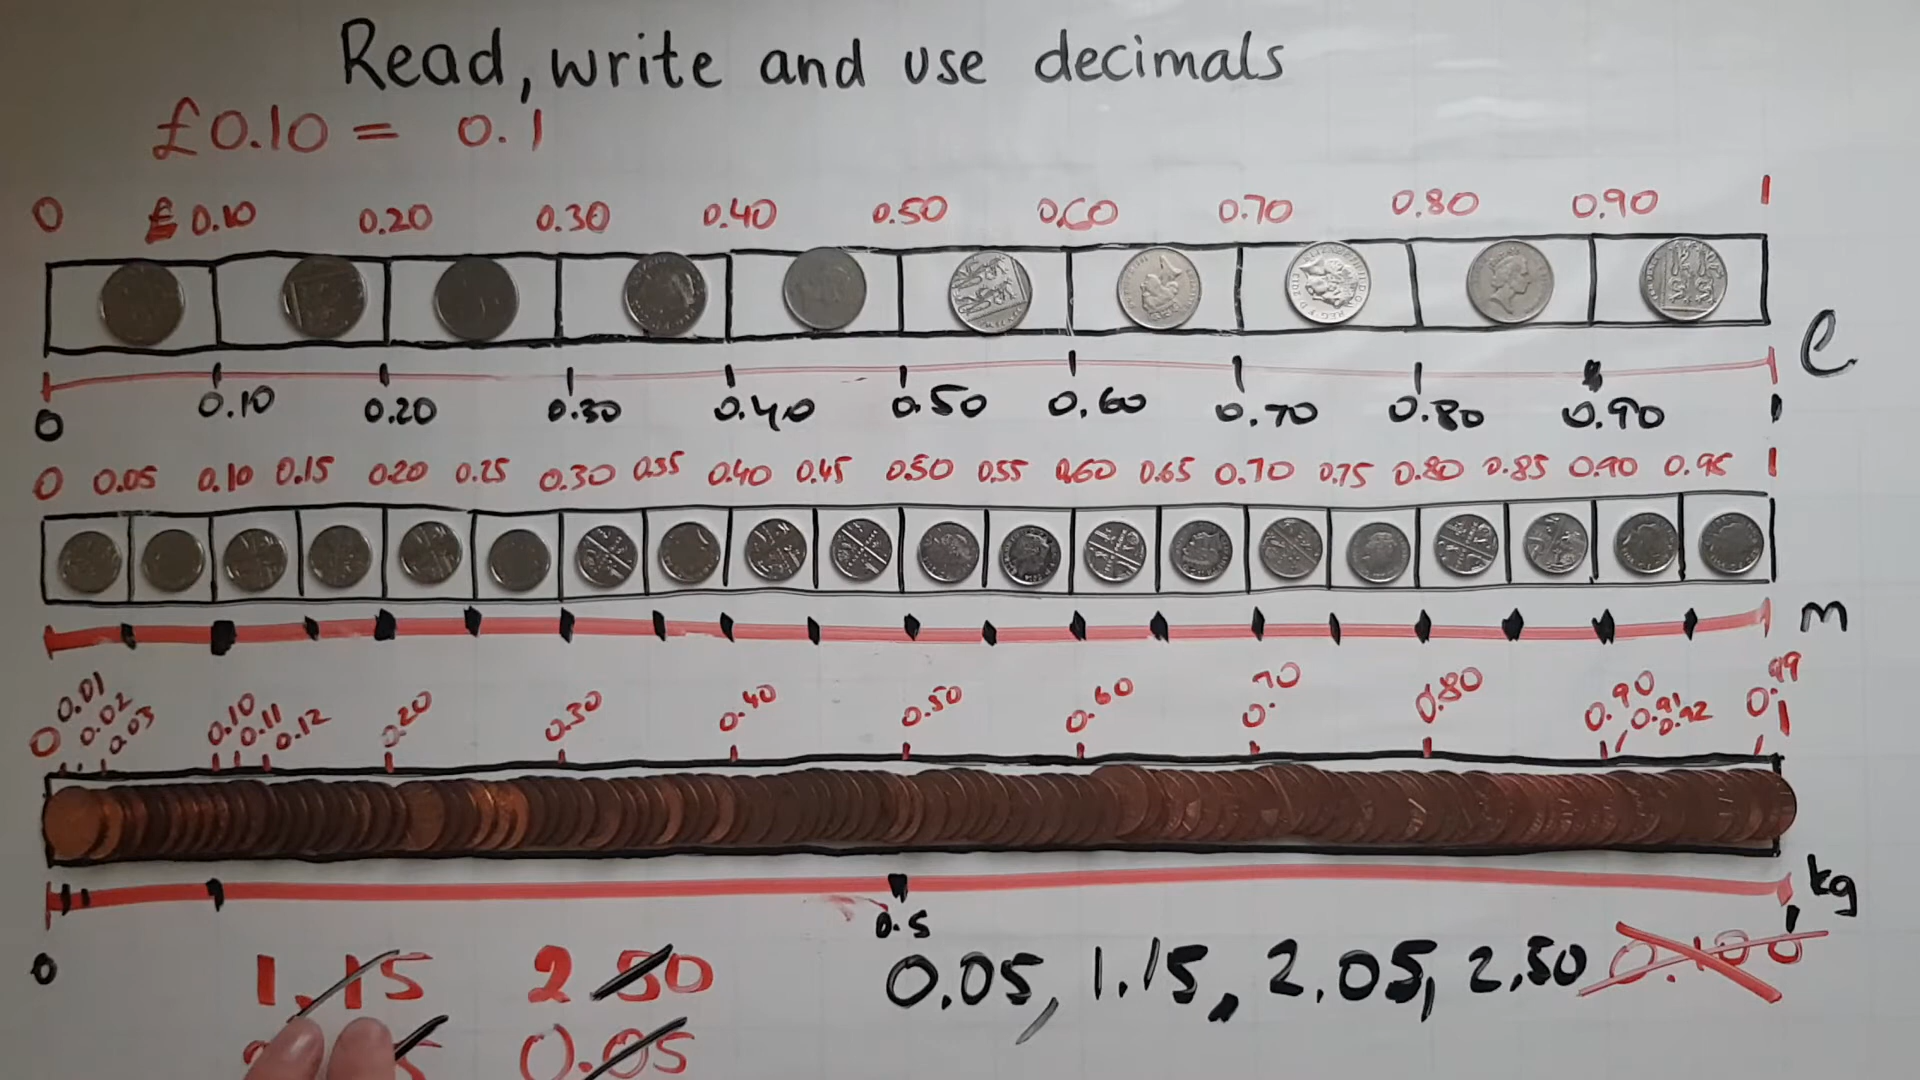 Read, write and use decimals
£0.10 = 0.1
0 £ 0.10 0.20 0.30 0.40 0.50 0.60 0.70 0.80 0.90 1
l
0 0.10 0.20 0.30 0.40 0.50 0.60 0.70 0.80 0.90 1
0 0.05 0.10 0.15 0.20 0.25 0.30 0.35 0.40 0.45 0.50 0.55 0.60 0.65 0.70 0.75 0.80 0.85 0.90 0.95 1
m
0 0.01 0.02 0.03 0.10 0.11 0.12 0.20 0.30 0.40 0.50 0.60 0.70 0.80 0.90 0.91 0.92 0.99 1
kg
0 0.5 1
1.15 2.50 0.05, 1.15, 2.05, 2.50 0.100
0.05